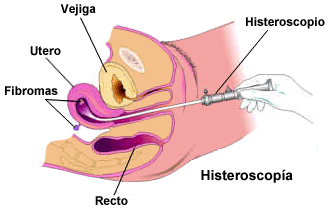 Vejiga
Histeroscopio
Utero
Fibromas
Recto
Histeroscopía